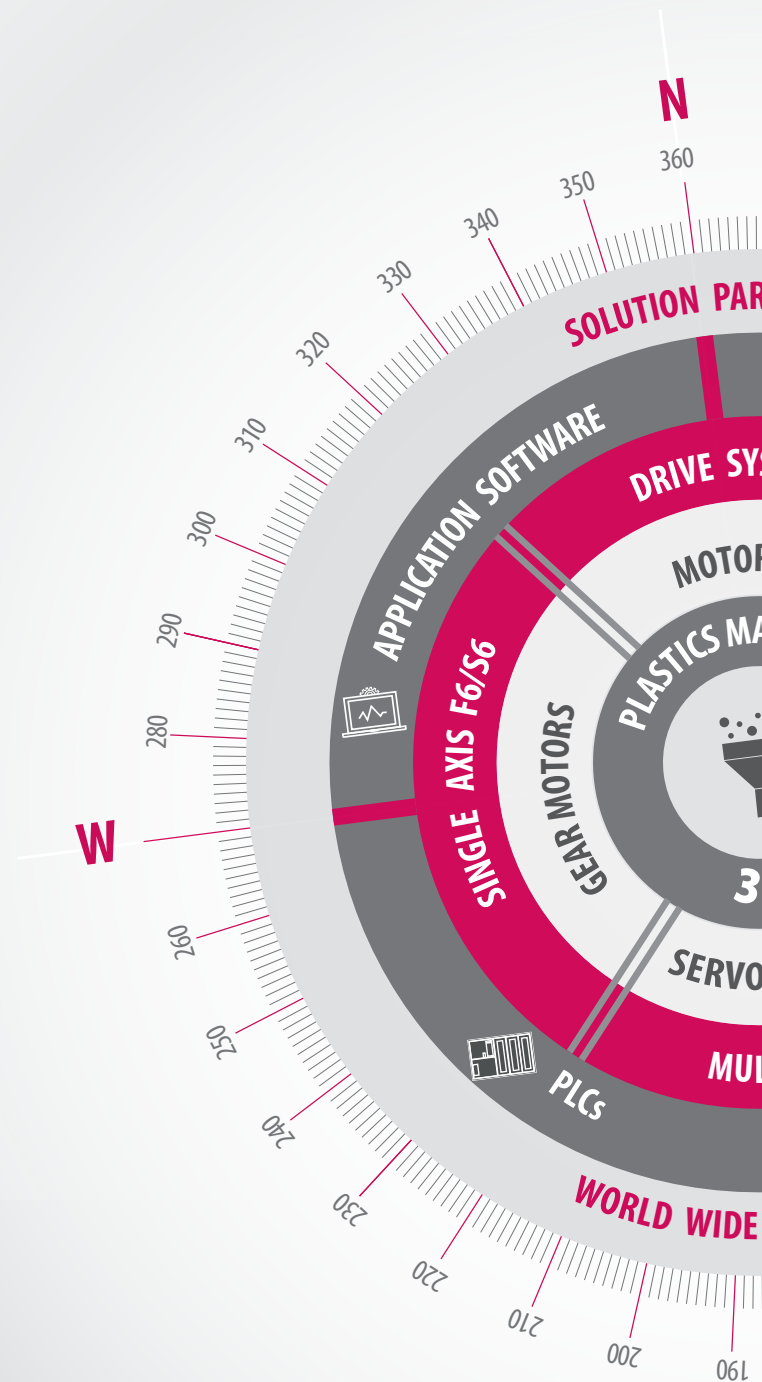 N
360
350
340
330
320
310
300
290
280
W
260
250
240
230
220
210
200
190
SOLUTION PAR
APPLICATION SOFTWARE
DRIVE SYS
MOTOR
PLASTICS MA
SINGLE AXIS F6/S6
GEAR MOTORS
3
SERVO
MUL
PLCs
WORLD WIDE